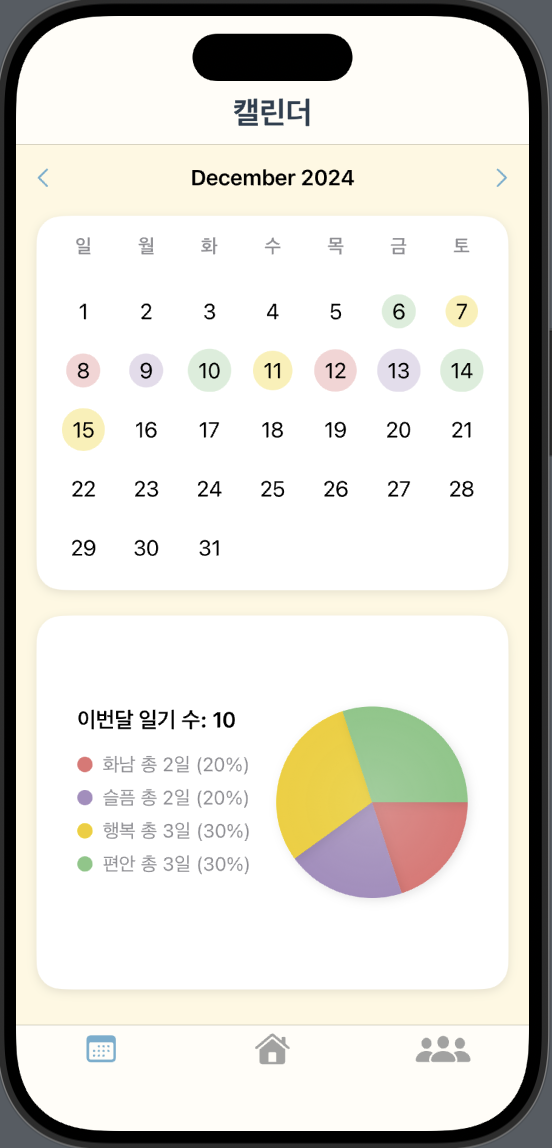 캘린더
December 2024
일 월 화 수 목 금 토
1 2 3 4 5 6 7
8 9 10 11 12 13 14
15 16 17 18 19 20 21
22 23 24 25 26 27 28
29 30 31
이번달 일기 수: 10
화남 총 2일 (20%)
슬픔 총 2일 (20%)
행복 총 3일 (30%)
편안 총 3일 (30%)